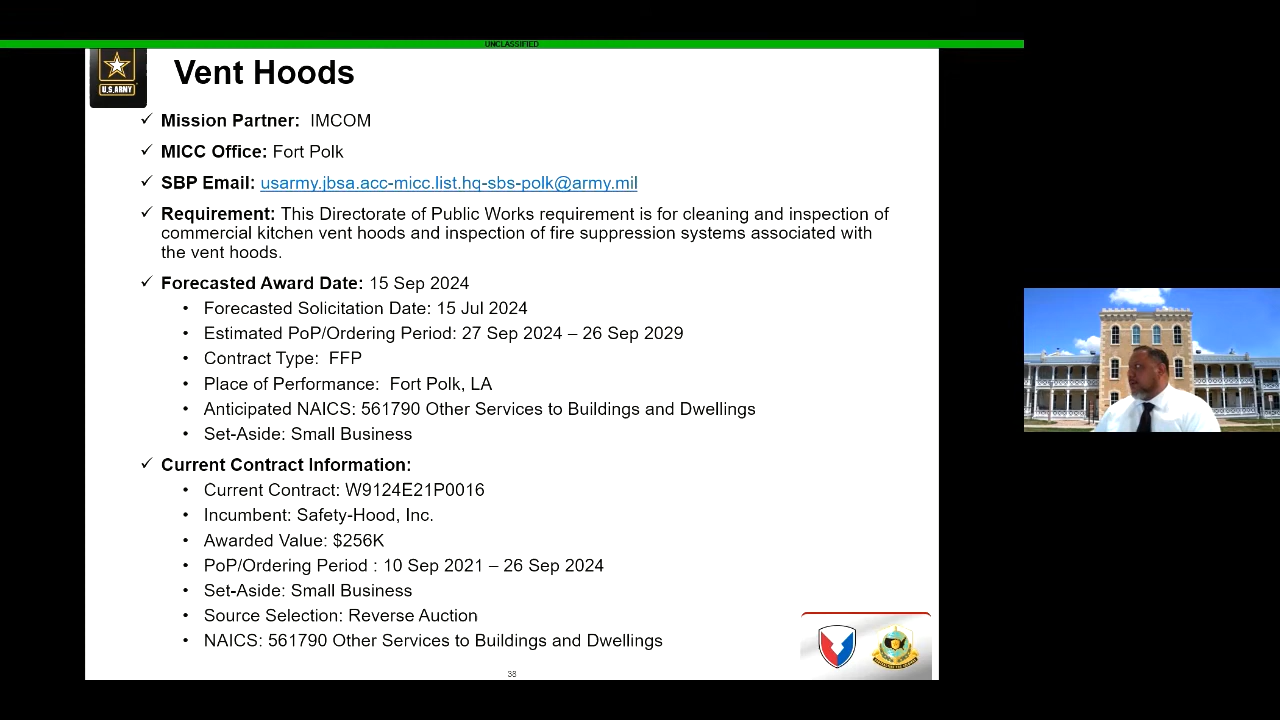 UNCLASSIFIED
U.S.ARMY
Vent Hoods
✓ Mission Partner: IMCOM
✓ MICC Office: Fort Polk
✓ SBP Email: usarmy.jbsa.acc-micc.list.hq-sbs-polk@army.mil
✓ Requirement: This Directorate of Public Works requirement is for cleaning and inspection of
commercial kitchen vent hoods and inspection of fire suppression systems associated with
the vent hoods.
✓ Forecasted Award Date: 15 Sep 2024
• Forecasted Solicitation Date: 15 Jul 2024
• Estimated PoP/Ordering Period: 27 Sep 2024 – 26 Sep 2029
• Contract Type: FFP
• Place of Performance: Fort Polk, LA
• Anticipated NAICS: 561790 Other Services to Buildings and Dwellings
• Set-Aside: Small Business
✓ Current Contract Information:
• Current Contract: W9124E21P0016
• Incumbent: Safety-Hood, Inc.
• Awarded Value: $256K
• PoP/Ordering Period : 10 Sep 2021 – 26 Sep 2024
• Set-Aside: Small Business
• Source Selection: Reverse Auction
• NAICS: 561790 Other Services to Buildings and Dwellings
38